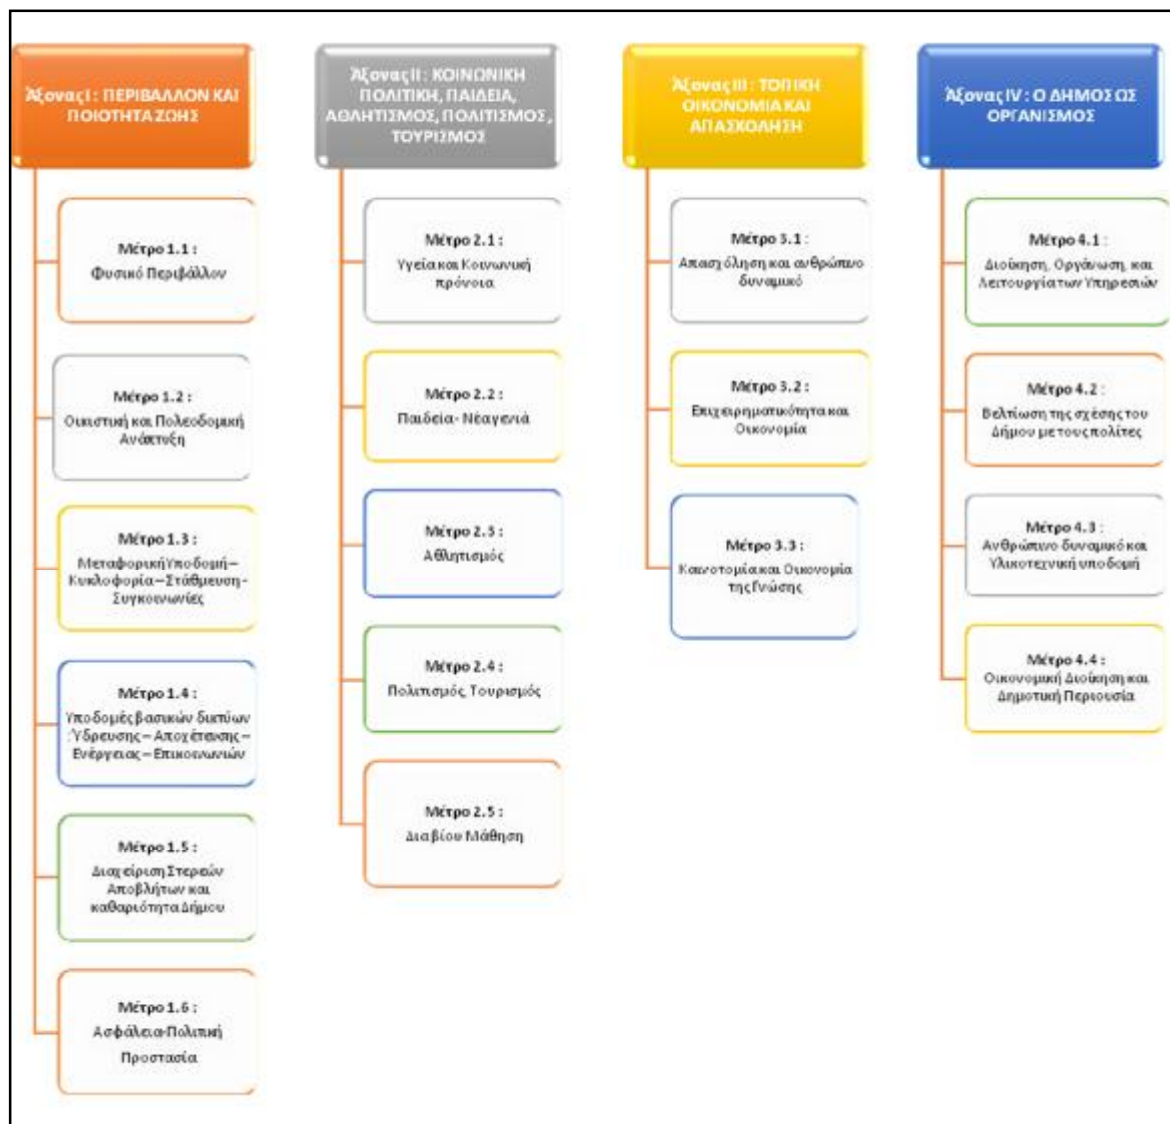 Άξονας Ι : ΠΕΡΙΒΑΛΛΟΝ ΚΑΙ
ΠΟΙΟΤΗΤΑ ΖΩΗΣ
Μέτρο 1.1 :
Φυσικό Περιβάλλον
Μέτρο 1.2 :
Οικιστική και Πολεοδομική
Ανάπτυξη
Μέτρο 1.3 :
Μεταφορική Υποδομή –
Κυκλοφορία – Στάθμευση -
Συγκοινωνίες
Μέτρο 1.4 :
Υποδομές βασικών δικτύων
: Ύδρευσης – Αποχέτευσης –
Ενέργειας – Επικοινωνιών
Μέτρο 1.5 :
Διαχείριση Στερεών
Αποβλήτων και
καθαριότητα Δήμου
Μέτρο 1.6 :
Ασφάλεια-Πολιτική
Προστασία
Άξονας ΙΙ : ΚΟΙΝΩΝΙΚΗ
ΠΟΛΙΤΙΚΗ, ΠΑΙΔΕΙΑ,
ΑΘΛΗΤΙΣΜΟΣ, ΠΟΛΙΤΙΣΜΟΣ,
ΤΟΥΡΙΣΜΟΣ
Μέτρο 2.1 :
Υγεία και Κοινωνική
πρόνοια
Μέτρο 2.2 :
Παιδεία - Νέα γενιά
Μέτρο 2.3 :
Αθλητισμός
Μέτρο 2.4 :
Πολιτισμός, Τουρισμός
Μέτρο 2.5 :
Δια βίου Μάθηση
Άξονας ΙΙΙ : ΤΟΠΙΚΗ
ΟΙΚΟΝΟΜΙΑ ΚΑΙ
ΑΠΑΣΧΟΛΗΣΗ
Μέτρο 3.1 :
Απασχόληση και ανθρώπινο
δυναμικό
Μέτρο 3.2 :
Επιχειρηματικότητα και
Οικονομία
Μέτρο 3.3 :
Καινοτομία και Οικονομία
της Γνώσης
Άξονας IV : Ο ΔΗΜΟΣ ΩΣ
ΟΡΓΑΝΙΣΜΟΣ
Μέτρο 4.1 :
Διοίκηση, Οργάνωση, και
Λειτουργία των Υπηρεσιών
Μέτρο 4.2 :
Βελτίωση της σχέσης του
Δήμου με τους πολίτες
Μέτρο 4.3 :
Ανθρώπινο δυναμικό και
Υλικοτεχνική υποδομή
Μέτρο 4.4 :
Οικονομική Διοίκηση και
Δημοτική Περιουσία